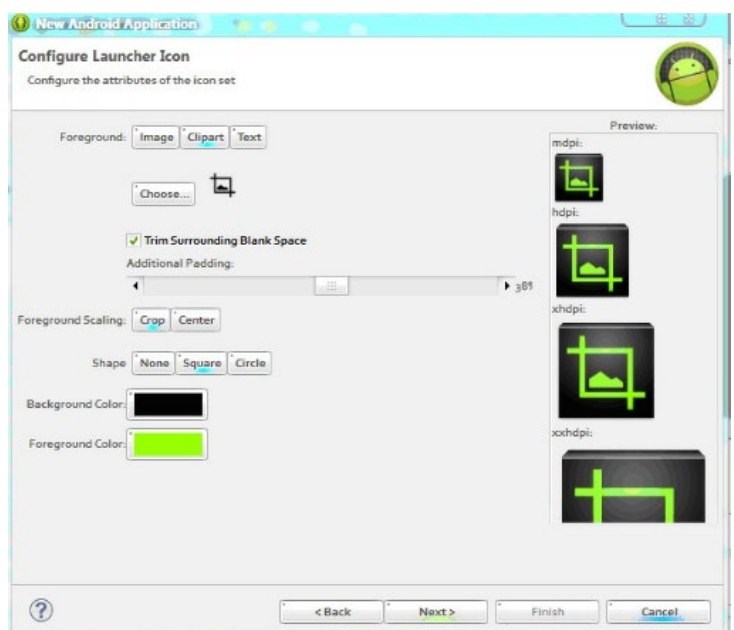 New Android Application
Configure Launcher Icon
Configure the attributes of the icon set
Foreground: Image Clipart Text
Preview:
mdpi:
Choose...
hdpi:
Trim Surrounding Blank Space
Additional Padding:
xhdpi:
Foreground Scaling: Crop Center
Shape None Square Circle
Background Color:
xxhdpi:
Foreground Color:
? < Back Next > Finish Cancel